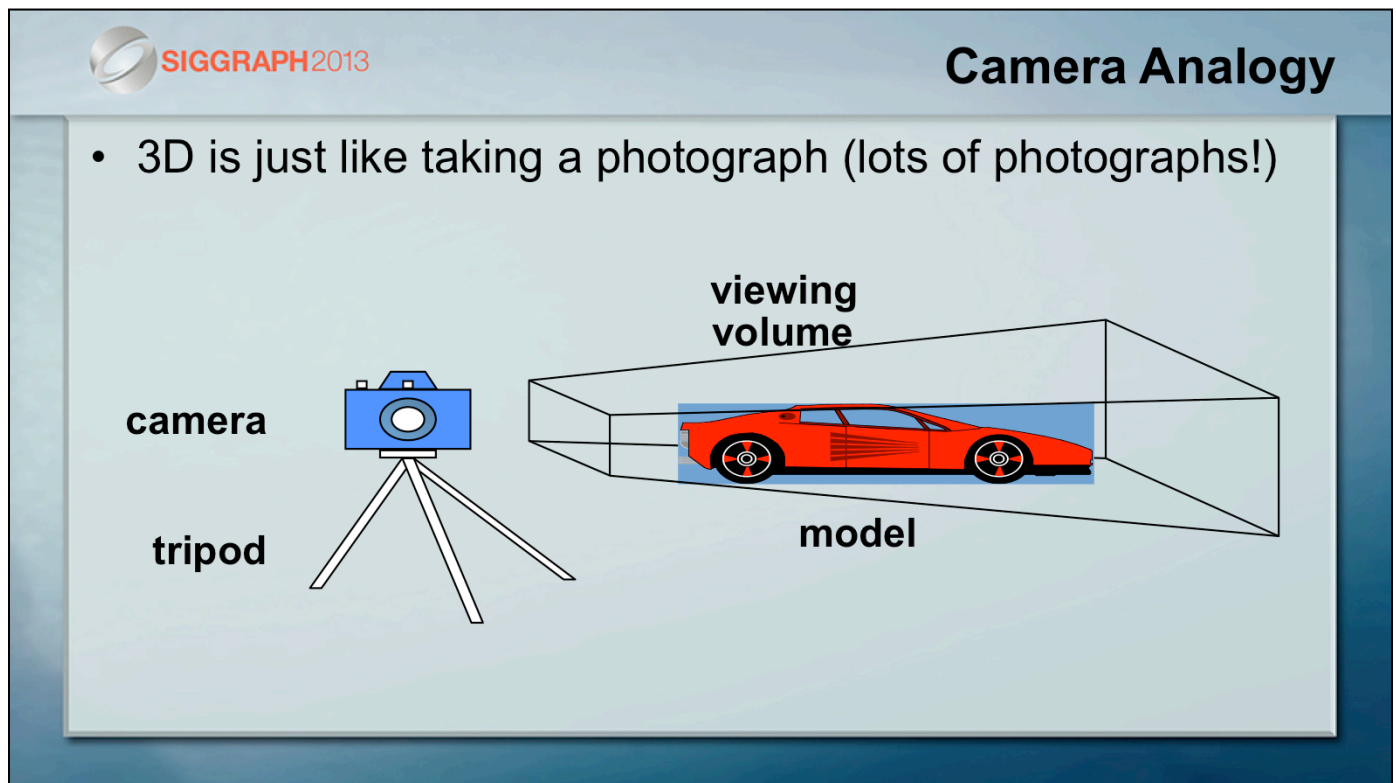 SIGGRAPH2013
Camera Analogy
• 3D is just like taking a photograph (lots of photographs!)
viewing
volume
camera
model
tripod